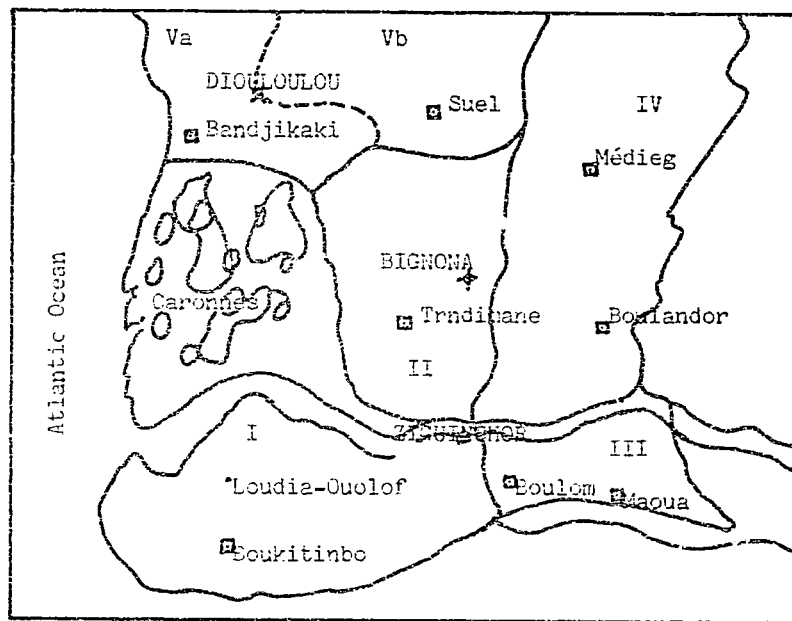 Va
Vb
DIOULOULOU
Suel
IV
Bandjikaki
Médieg
BIGNONA
Caronnes
Trndimane
Boulandor
II
Atlantic Ocean
ZIGUINCHOR
I
III
Loudia-Ouolof
Boulom
Maoua
Boukitinbo